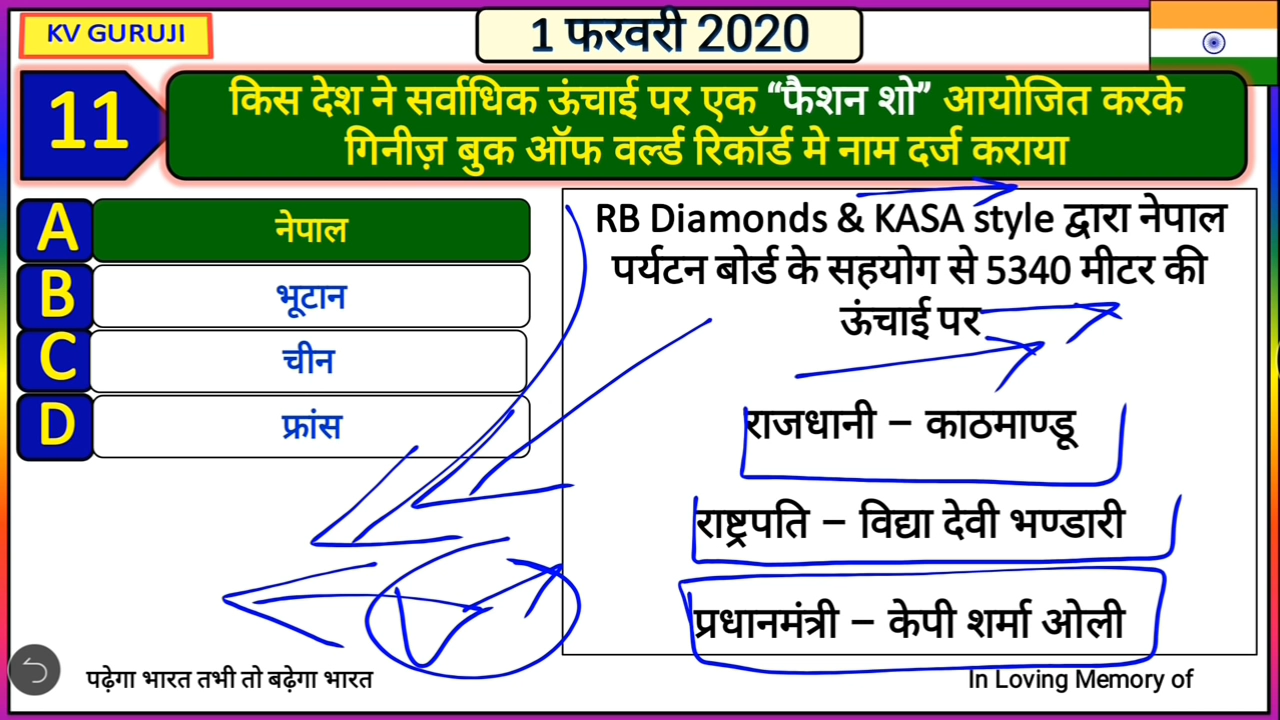 KV GURUJI
1 फरवरी 2020
11
किस देश ने सर्वाधिक ऊंचाई पर एक “फैशन शो” आयोजित करके
गिनीज़ बुक ऑफ वर्ल्ड रिकॉर्ड मे नाम दर्ज कराया
A नेपाल
B भूटान
C चीन
D फ्रांस
RB Diamonds & KASA style द्वारा नेपाल
पर्यटन बोर्ड के सहयोग से 5340 मीटर की
ऊंचाई पर
राजधानी – काठमाण्डू
राष्ट्रपति – विद्या देवी भण्डारी
प्रधानमंत्री – केपी शर्मा ओली
पढ़ेगा भारत तभी तो बढ़ेगा भारत
In Loving Memory of